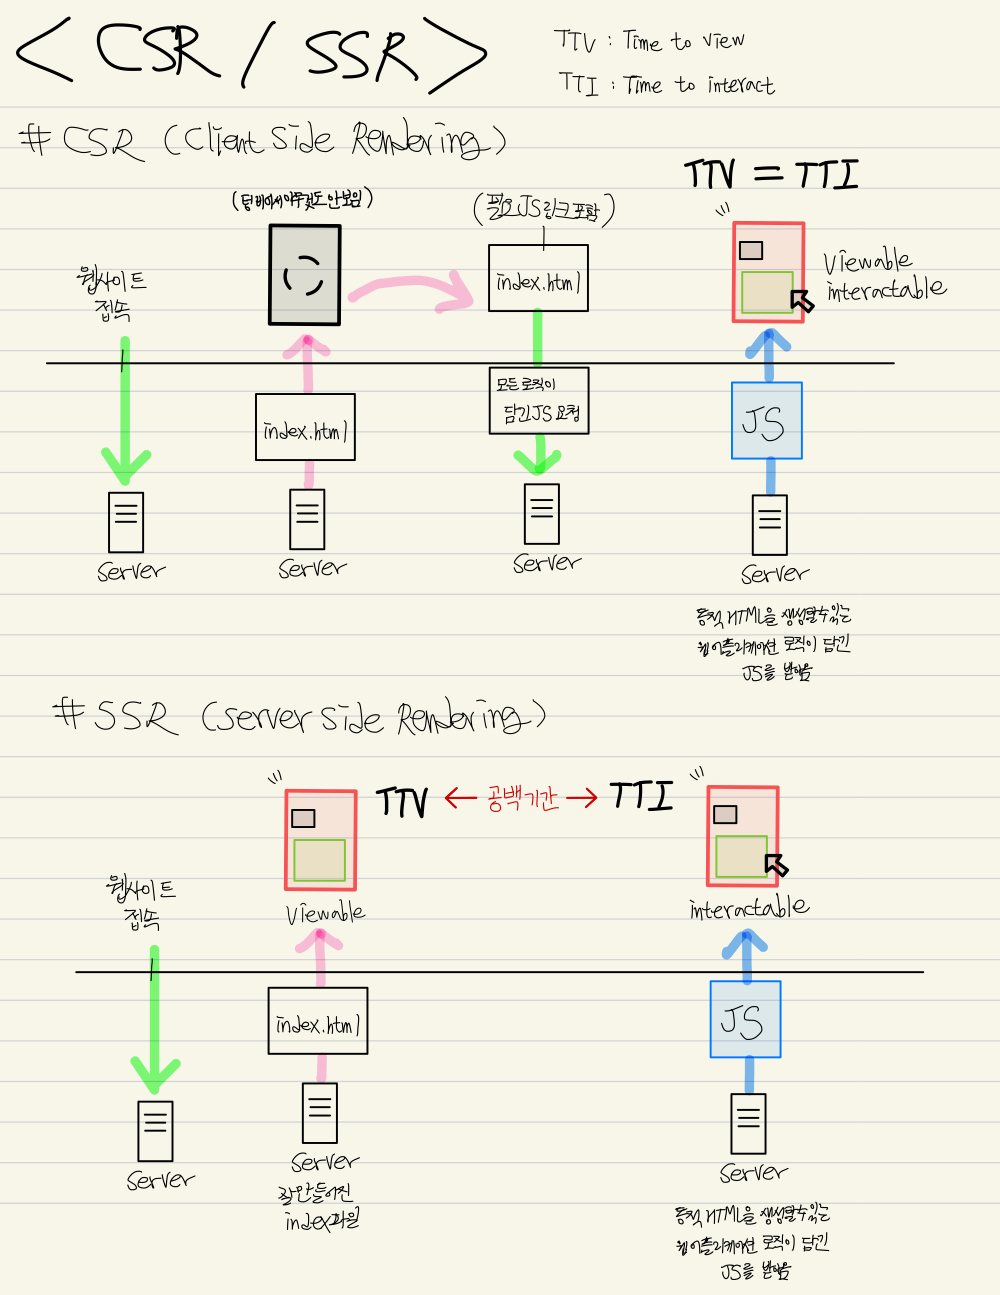 < CSR / SSR >
TTV : Time to view
TTI : Time to interact
# CSR (Client Side Rendering)
TTV = TTI
(텅 비어서 아무것도 안보임)
(필요 JS 링크 포함)
웹사이트
접속
index.html
Viewable
interactable
index.html
모든 로직이
담긴 JS 요청
JS
Server
Server
Server
Server
동적 HTML을 생성할 수 있는
웹 어플리케이션 로직이 담긴
JS를 받아옴
# SSR (Server Side Rendering)
TTV ← 공백기간 → TTI
웹사이트
접속
Viewable
interactable
index.html
JS
Server
Server
Server
잘 만들어진
index파일
동적 HTML을 생성할 수 있는
웹 어플리케이션 로직이 담긴
JS를 받아옴